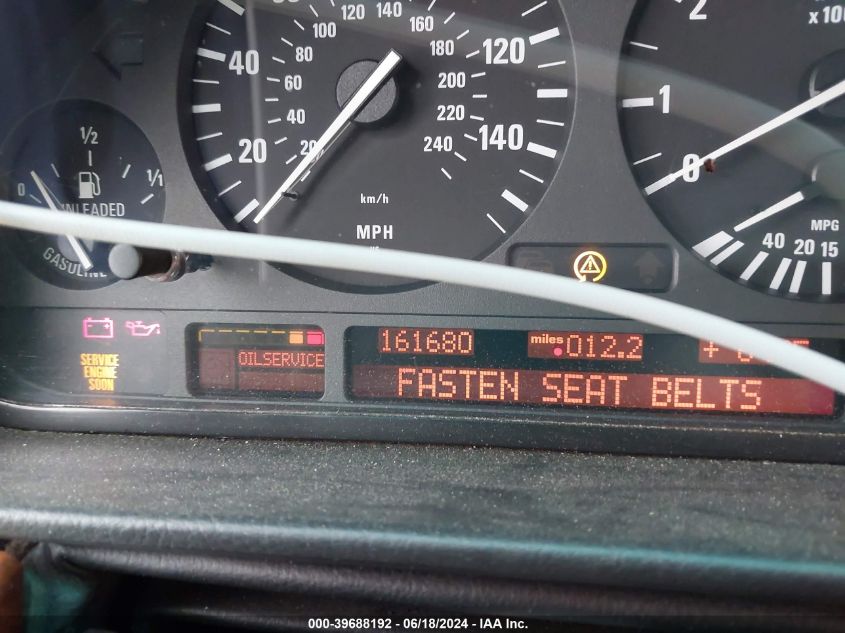 1/2
0
1/1
UNLEADED
GASOLINE
20
40
120
140
20
40
60
80
100
120
140
160
180
200
220
240
km/h
MPH
0
1
2
MPG
40 20 15
SERVICE
ENGINE
SOON
OILSERVICE
161680
miles 012.2
FASTEN SEAT BELTS
000-39688192 - 06/18/2024 - IAA Inc.